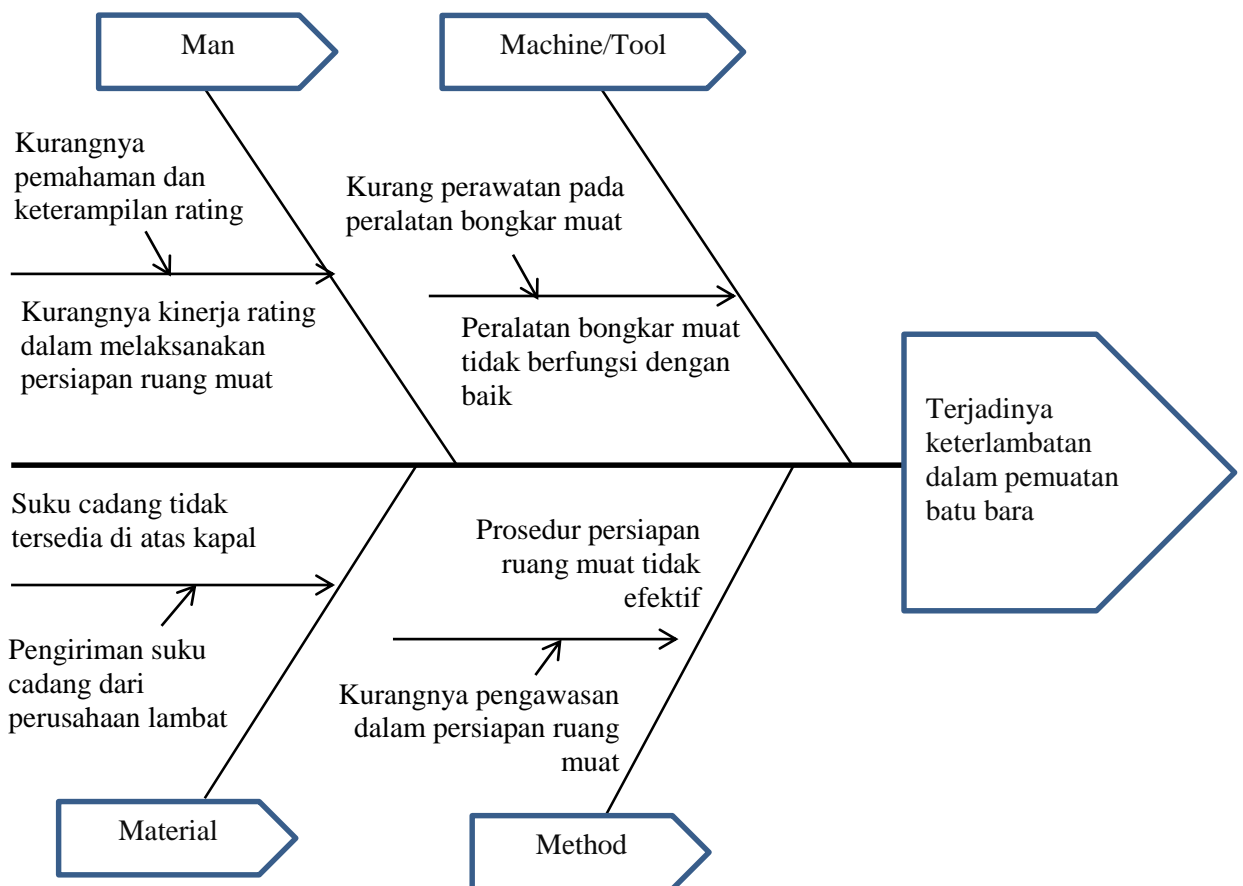 Man
Machine/Tool
Kurangnya
pemahaman dan
keterampilan rating
Kurang perawatan pada
peralatan bongkar muat
Kurangnya kinerja rating
dalam melaksanakan
persiapan ruang muat
Peralatan bongkar muat
tidak berfungsi dengan
baik
Terjadinya
keterlambatan
dalam pemuatan
batu bara
Suku cadang tidak
tersedia di atas kapal
Prosedur persiapan
ruang muat tidak
efektif
Pengiriman suku
cadang dari
perusahaan lambat
Kurangnya pengawasan
dalam persiapan ruang
muat
Material
Method